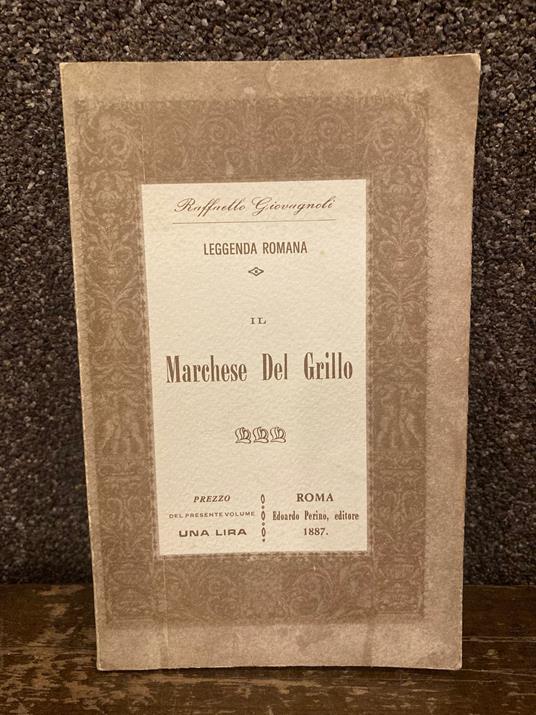 Raffaello Giovagnoli
LEGGENDA ROMANA
IL
Marchese Del Grillo
PREZZO
DEL PRESENTE VOLUME
UNA LIRA
ROMA
Edoardo Perino, editore
1887.